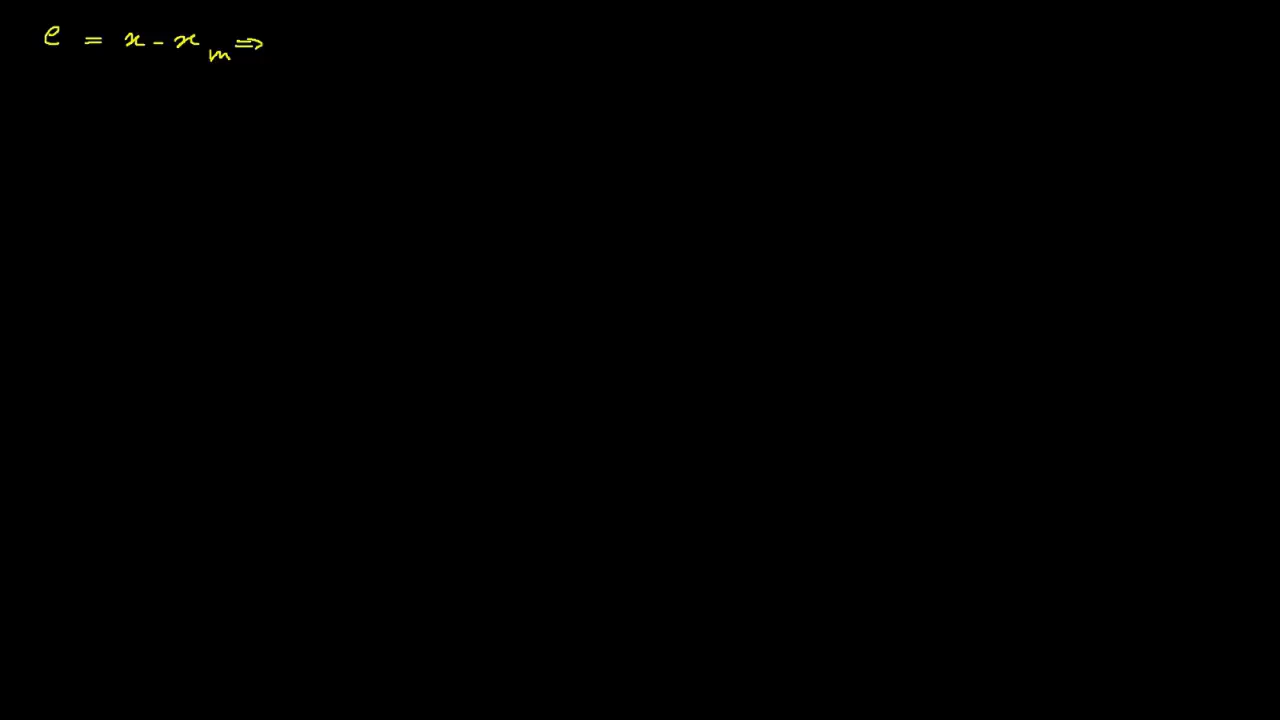 e = x - x_m ⇒